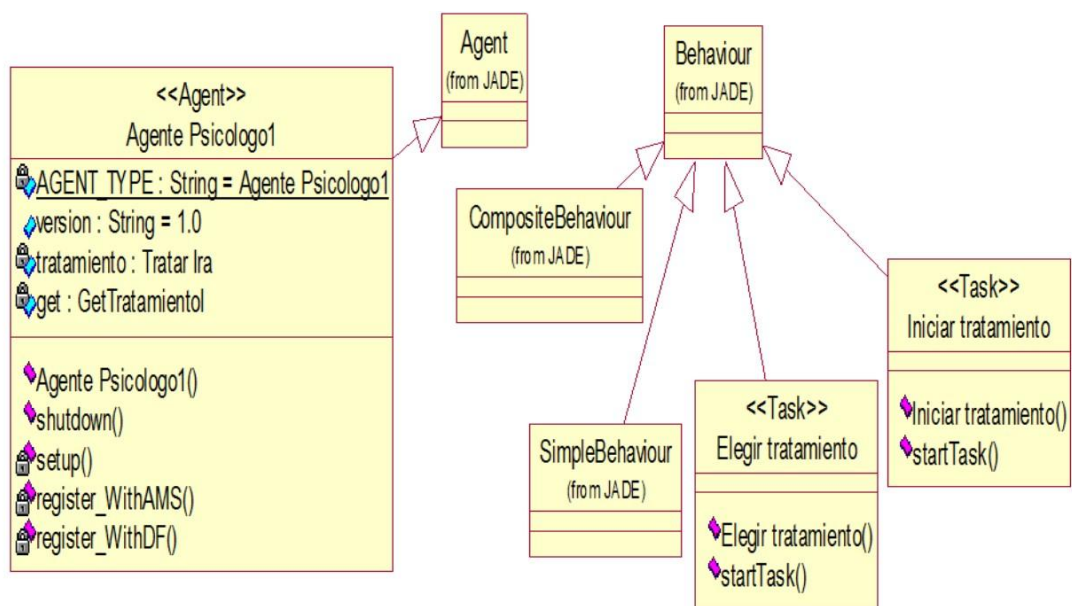 <<Agent>>
Agente Psicologo1
AGENT_TYPE : String = Agente Psicologo1
version : String = 1.0
tratamiento : Tratar Ira
get : GetTratamientoI
Agente Psicologo1()
shutdown()
setup()
register_WithAMS()
register_WithDF()
Agent
(from JADE)
Behaviour
(from JADE)
CompositeBehaviour
(from JADE)
SimpleBehaviour
(from JADE)
<<Task>>
Elegir tratamiento
Elegir tratamiento()
startTask()
<<Task>>
Iniciar tratamiento
Iniciar tratamiento()
startTask()